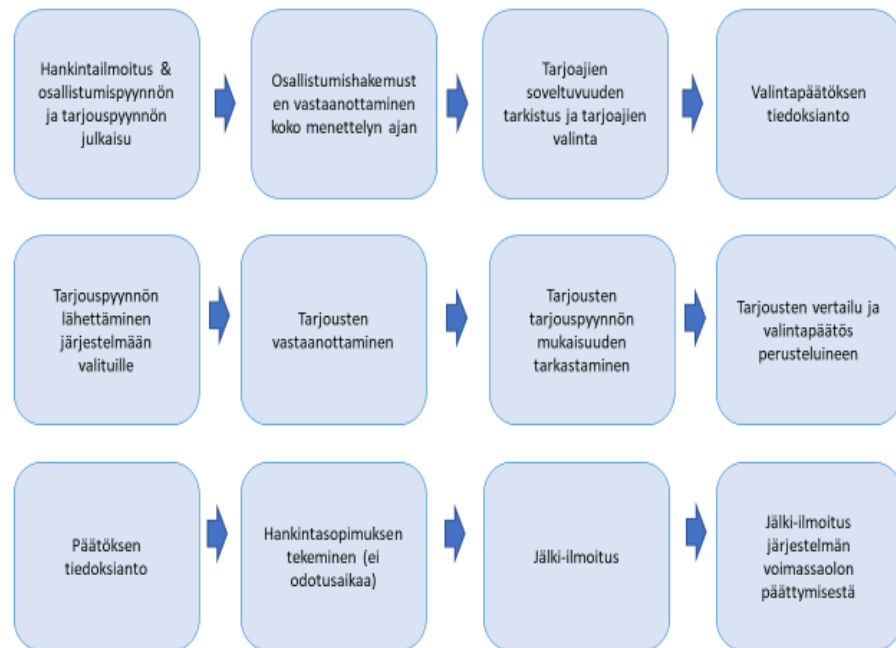 Hankintailmoitus &
osallistumispyynnön
ja tarjouspyynnön
julkaisu
Osallistumishakemust
en vastaanottaminen
koko menettelyn ajan
Tarjoajien
soveltuvuuden
tarkistus ja tarjoajien
valinta
Valintapäätöksen
tiedoksianto
Tarjouspyynnön
lähettäminen
järjestelmään
valituille
Tarjousten
vastaanottaminen
Tarjousten
tarjouspyynnön
mukaisuuden
tarkastaminen
Tarjousten vertailu ja
valintapäätös
perusteluineen
Päätöksen
tiedoksianto
Hankintasopimuksen
tekeminen (ei
odotusaikaa)
Jälki-ilmoitus
Jälki-ilmoitus
järjestelmän
voimassaolon
päättymisestä